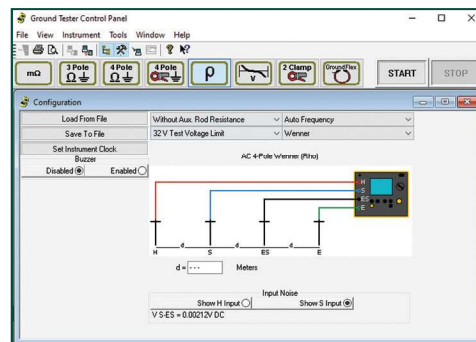 Ground Tester Control Panel
File View Instrument Tools Window Help
mΩ
3 Pole
Ω
4 Pole
Ω
4 Pole
ρ
V
2 Clamp
GroundFlex
START
STOP
Configuration
Load From File
Save To File
Set Instrument Clock
Buzzer
Disabled Enabled
Without Aux. Rod Resistance Auto Frequency
32 V Test Voltage Limit Wenner
AC 4-Pole Wenner (Rho)
H
S
ES
E
d d d
H S ES E
d = - - - Meters
Input Noise
Show H Input Show S Input
V S-ES = 0.00212V DC